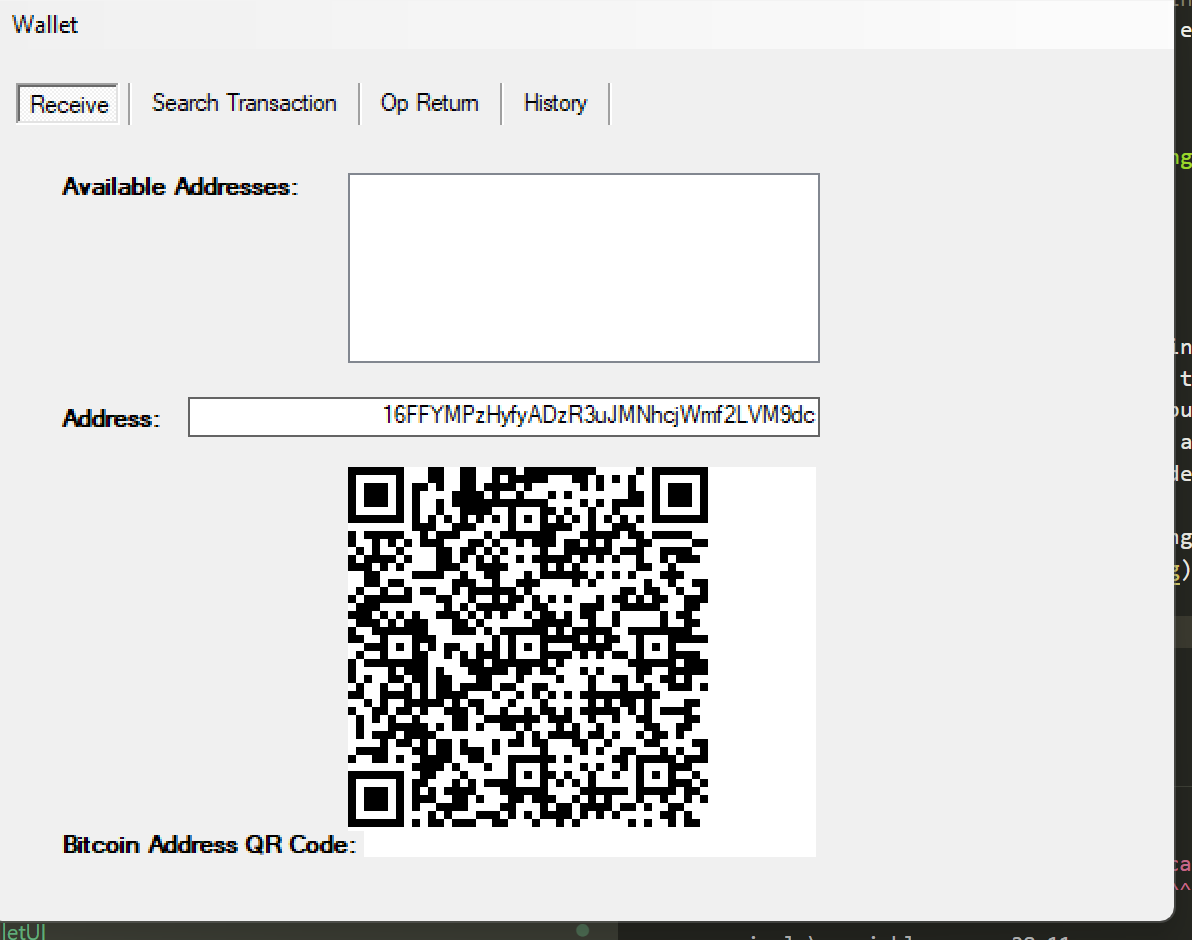 Wallet
Receive
Search Transaction
Op Return
History
Available Addresses:
Address:
16FFYMPzHyfyADzR3uJMNhcjWmf2LVM9dc
Bitcoin Address QR Code:
letUI